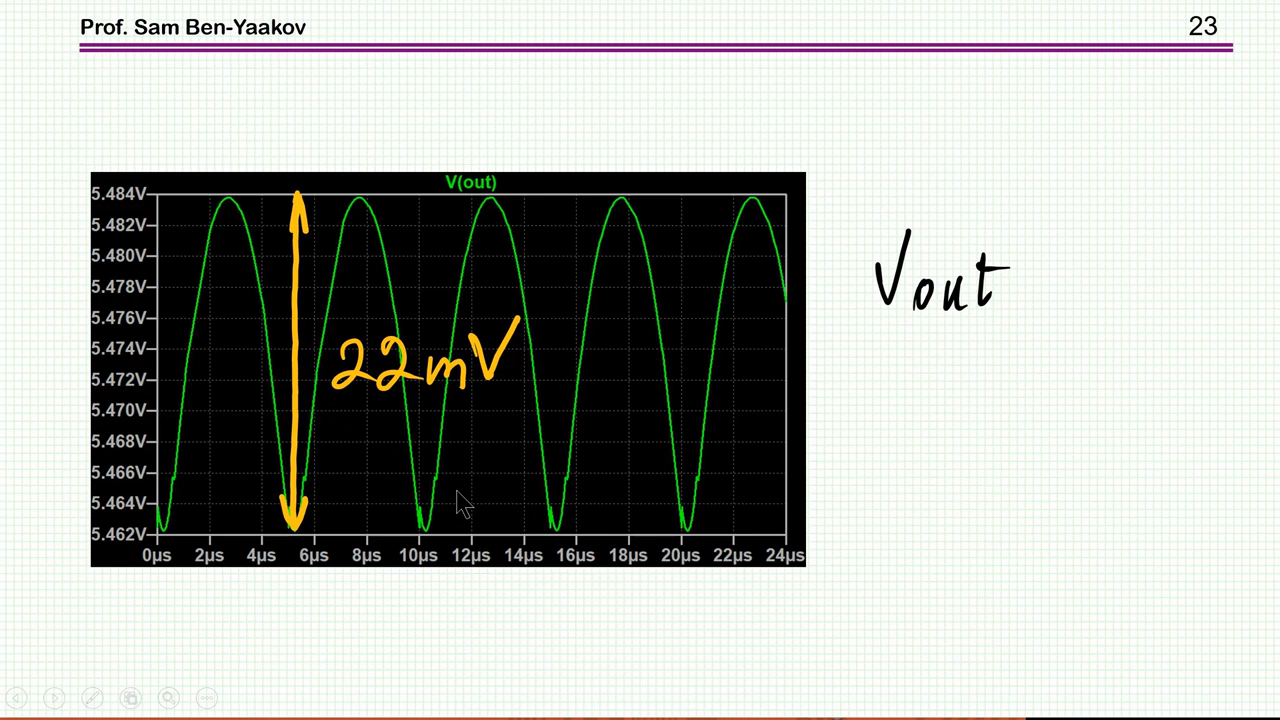 Prof. Sam Ben-Yaakov
23
V(out)
5.484V
5.482V
5.480V
5.478V
5.476V
5.474V
5.472V
5.470V
5.468V
5.466V
5.464V
5.462V
22mV
Vout
0µs 2µs 4µs 6µs 8µs 10µs 12µs 14µs 16µs 18µs 20µs 22µs 24µs